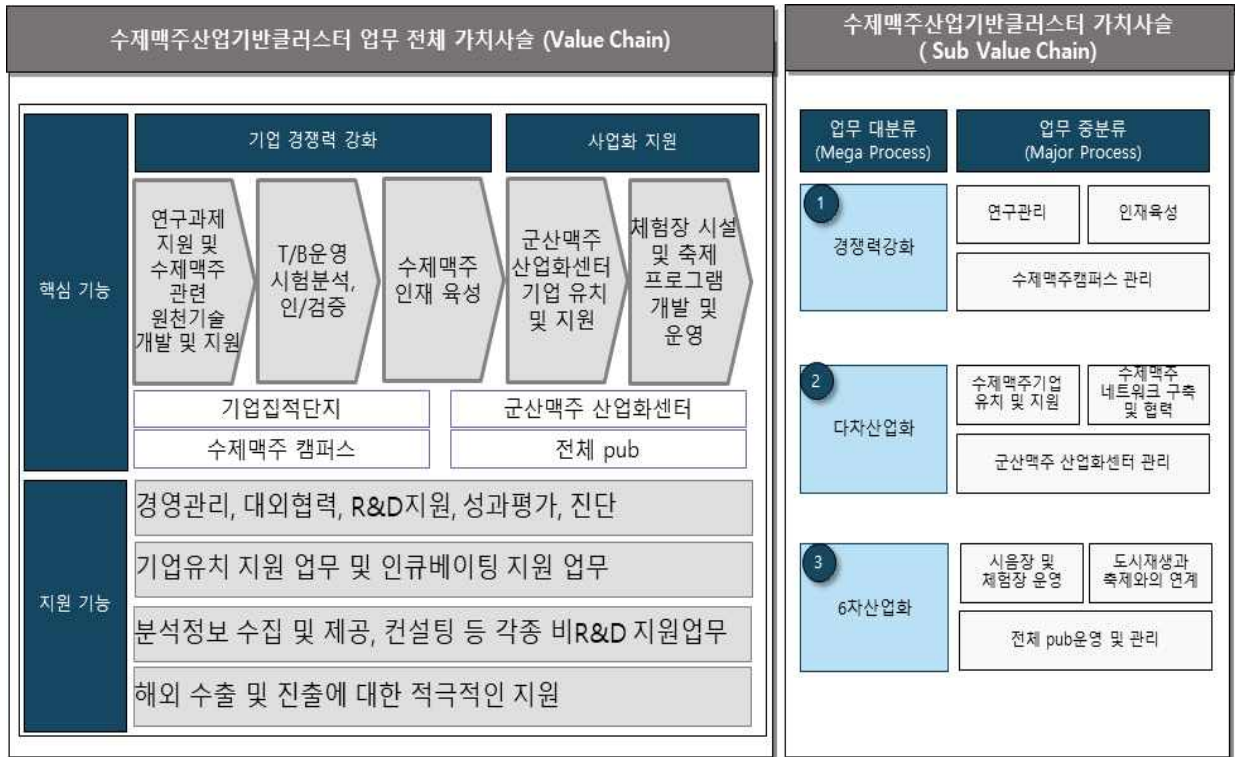 수제맥주산업기반클러스터 업무 전체 가치사슬 (Value Chain)
핵심 기능
기업 경쟁력 강화
사업화 지원
연구과제
지원 및
수제맥주
관련
원천기술
개발 및 지원
T/B운영
시험분석,
인/검증
수제맥주
인재 육성
군산맥주
산업화센터
기업 유치
및 지원
체험장 시설
및 축제
프로그램
개발 및
운영
기업집적단지
군산맥주 산업화센터
수제맥주 캠퍼스
전체 pub
지원 기능
경영관리, 대외협력, R&D지원, 성과평가, 진단
기업유치 지원 업무 및 인큐베이팅 지원 업무
분석정보 수집 및 제공, 컨설팅 등 각종 비R&D 지원업무
해외 수출 및 진출에 대한 적극적인 지원
수제맥주산업기반클러스터 가치사슬
( Sub Value Chain)
업무 대분류
(Mega Process)
업무 중분류
(Major Process)
1
경쟁력강화
연구관리
인재육성
수제맥주캠퍼스 관리
2
다차산업화
수제맥주기업
유치 및 지원
수제맥주
네트워크 구축
및 협력
군산맥주 산업화센터 관리
3
6차산업화
시음장 및
체험장 운영
도시재생과
축제와의 연계
전체 pub운영 및 관리